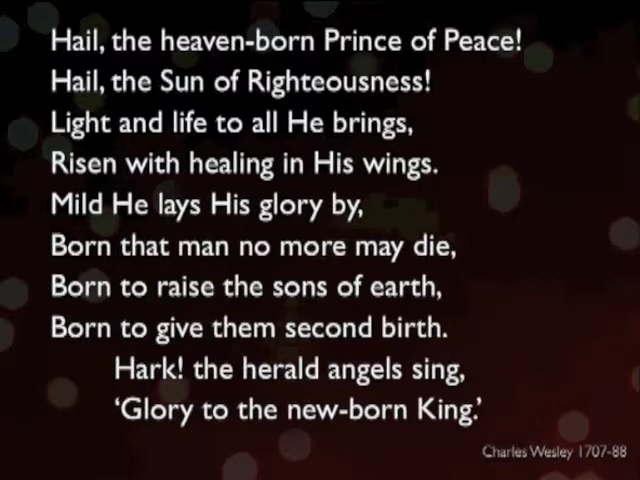 Hail, the heaven-born Prince of Peace!
Hail, the Sun of Righteousness!
Light and life to all He brings,
Risen with healing in His wings.
Mild He lays His glory by,
Born that man no more may die,
Born to raise the sons of earth,
Born to give them second birth.
Hark! the herald angels sing,
‘Glory to the new-born King.’
Charles Wesley 1707-88